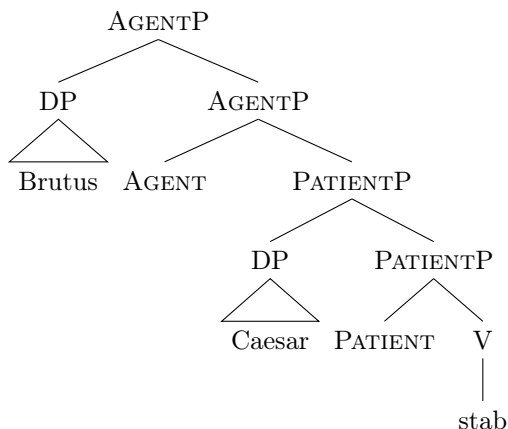 AGENTP
DP AGENTP
Brutus AGENT PATIENTP
DP PATIENTP
Caesar PATIENT V
stab